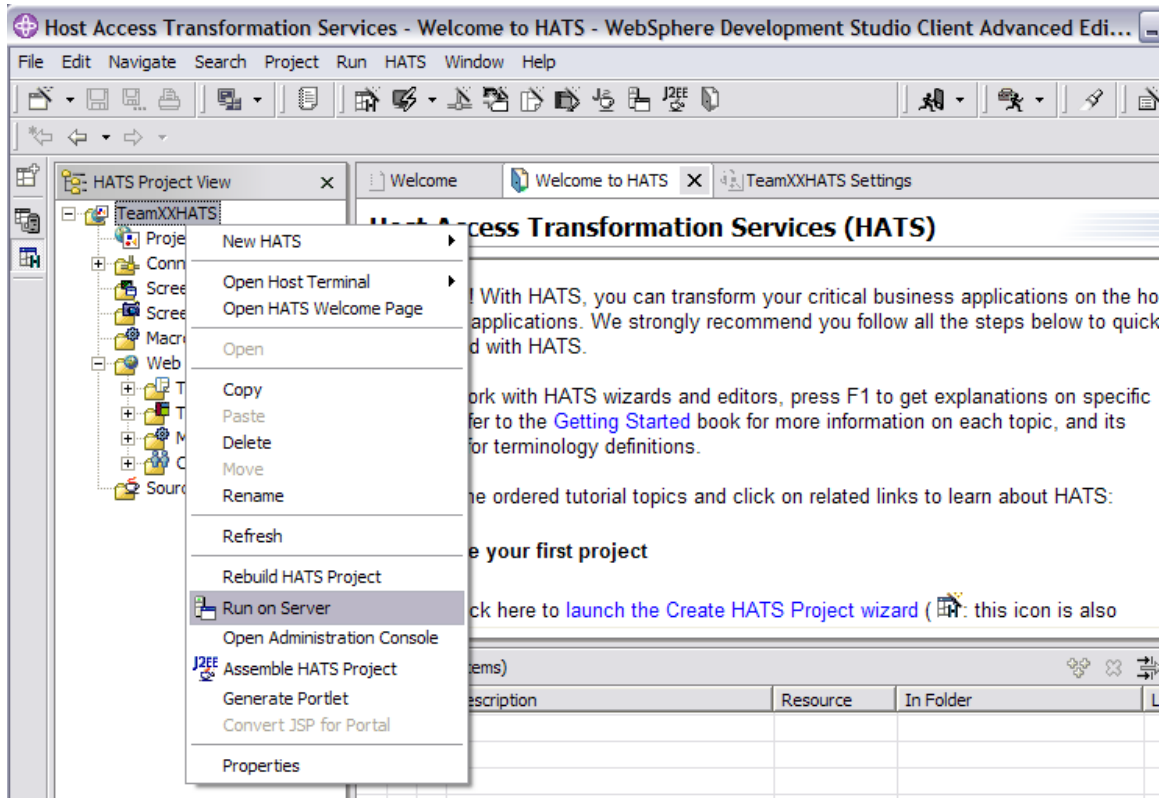 Host Access Transformation Services - Welcome to HATS - WebSphere Development Studio Client Advanced Edi...
File Edit Navigate Search Project Run HATS Window Help
J2EE
HATS Project View
Welcome
Welcome to HATS
TeamXXHATS Settings
TeamXXHATS
Proje
Conn
Scree
Scree
Macr
Web
T
T
M
C
Sourc
New HATS
Open Host Terminal
Open HATS Welcome Page
Open
Copy
Paste
Delete
Move
Rename
Refresh
Rebuild HATS Project
Run on Server
Open Administration Console
J2EE Assemble HATS Project
Generate Portlet
Convert JSP for Portal
Properties
Host Access Transformation Services (HATS)
! With HATS, you can transform your critical business applications on the ho
applications. We strongly recommend you follow all the steps below to quick
d with HATS.
ork with HATS wizards and editors, press F1 to get explanations on specific
fer to the Getting Started book for more information on each topic, and its
for terminology definitions.
he ordered tutorial topics and click on related links to learn about HATS:
e your first project
ck here to launch the Create HATS Project wizard ( : this icon is also
tems)
escription Resource In Folder L